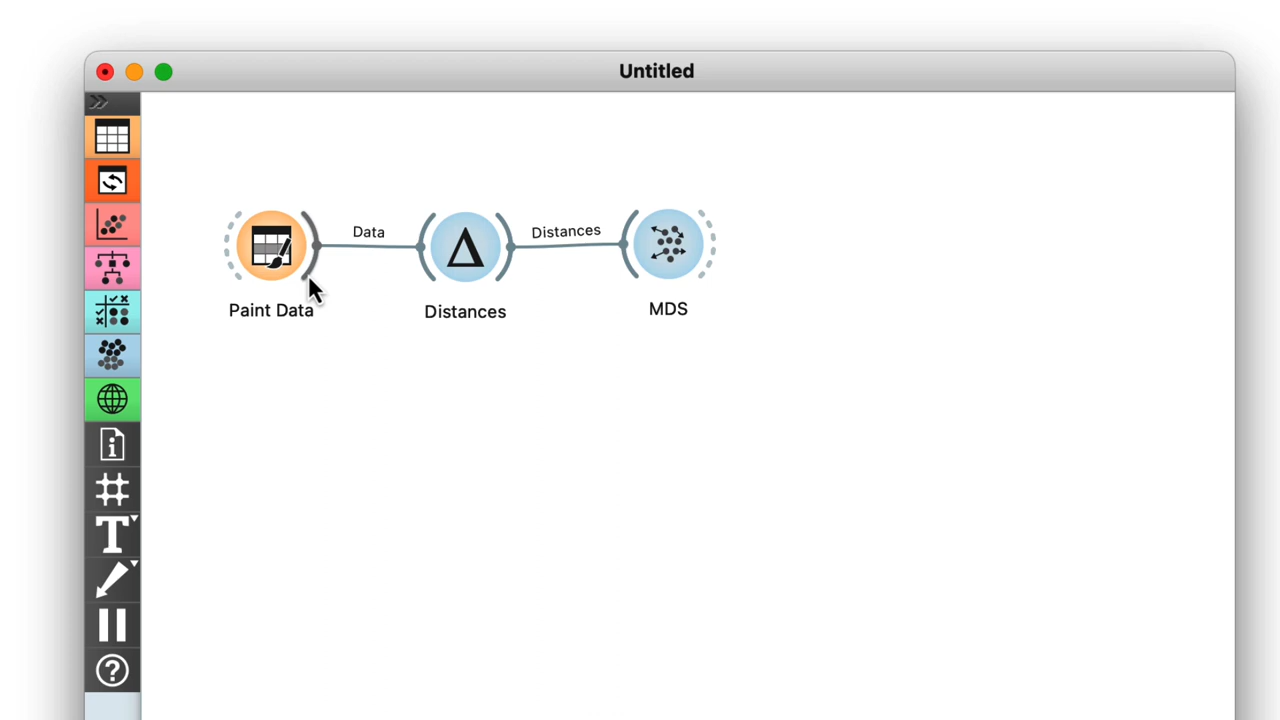 Untitled
Data
Distances
Paint Data
Distances
MDS